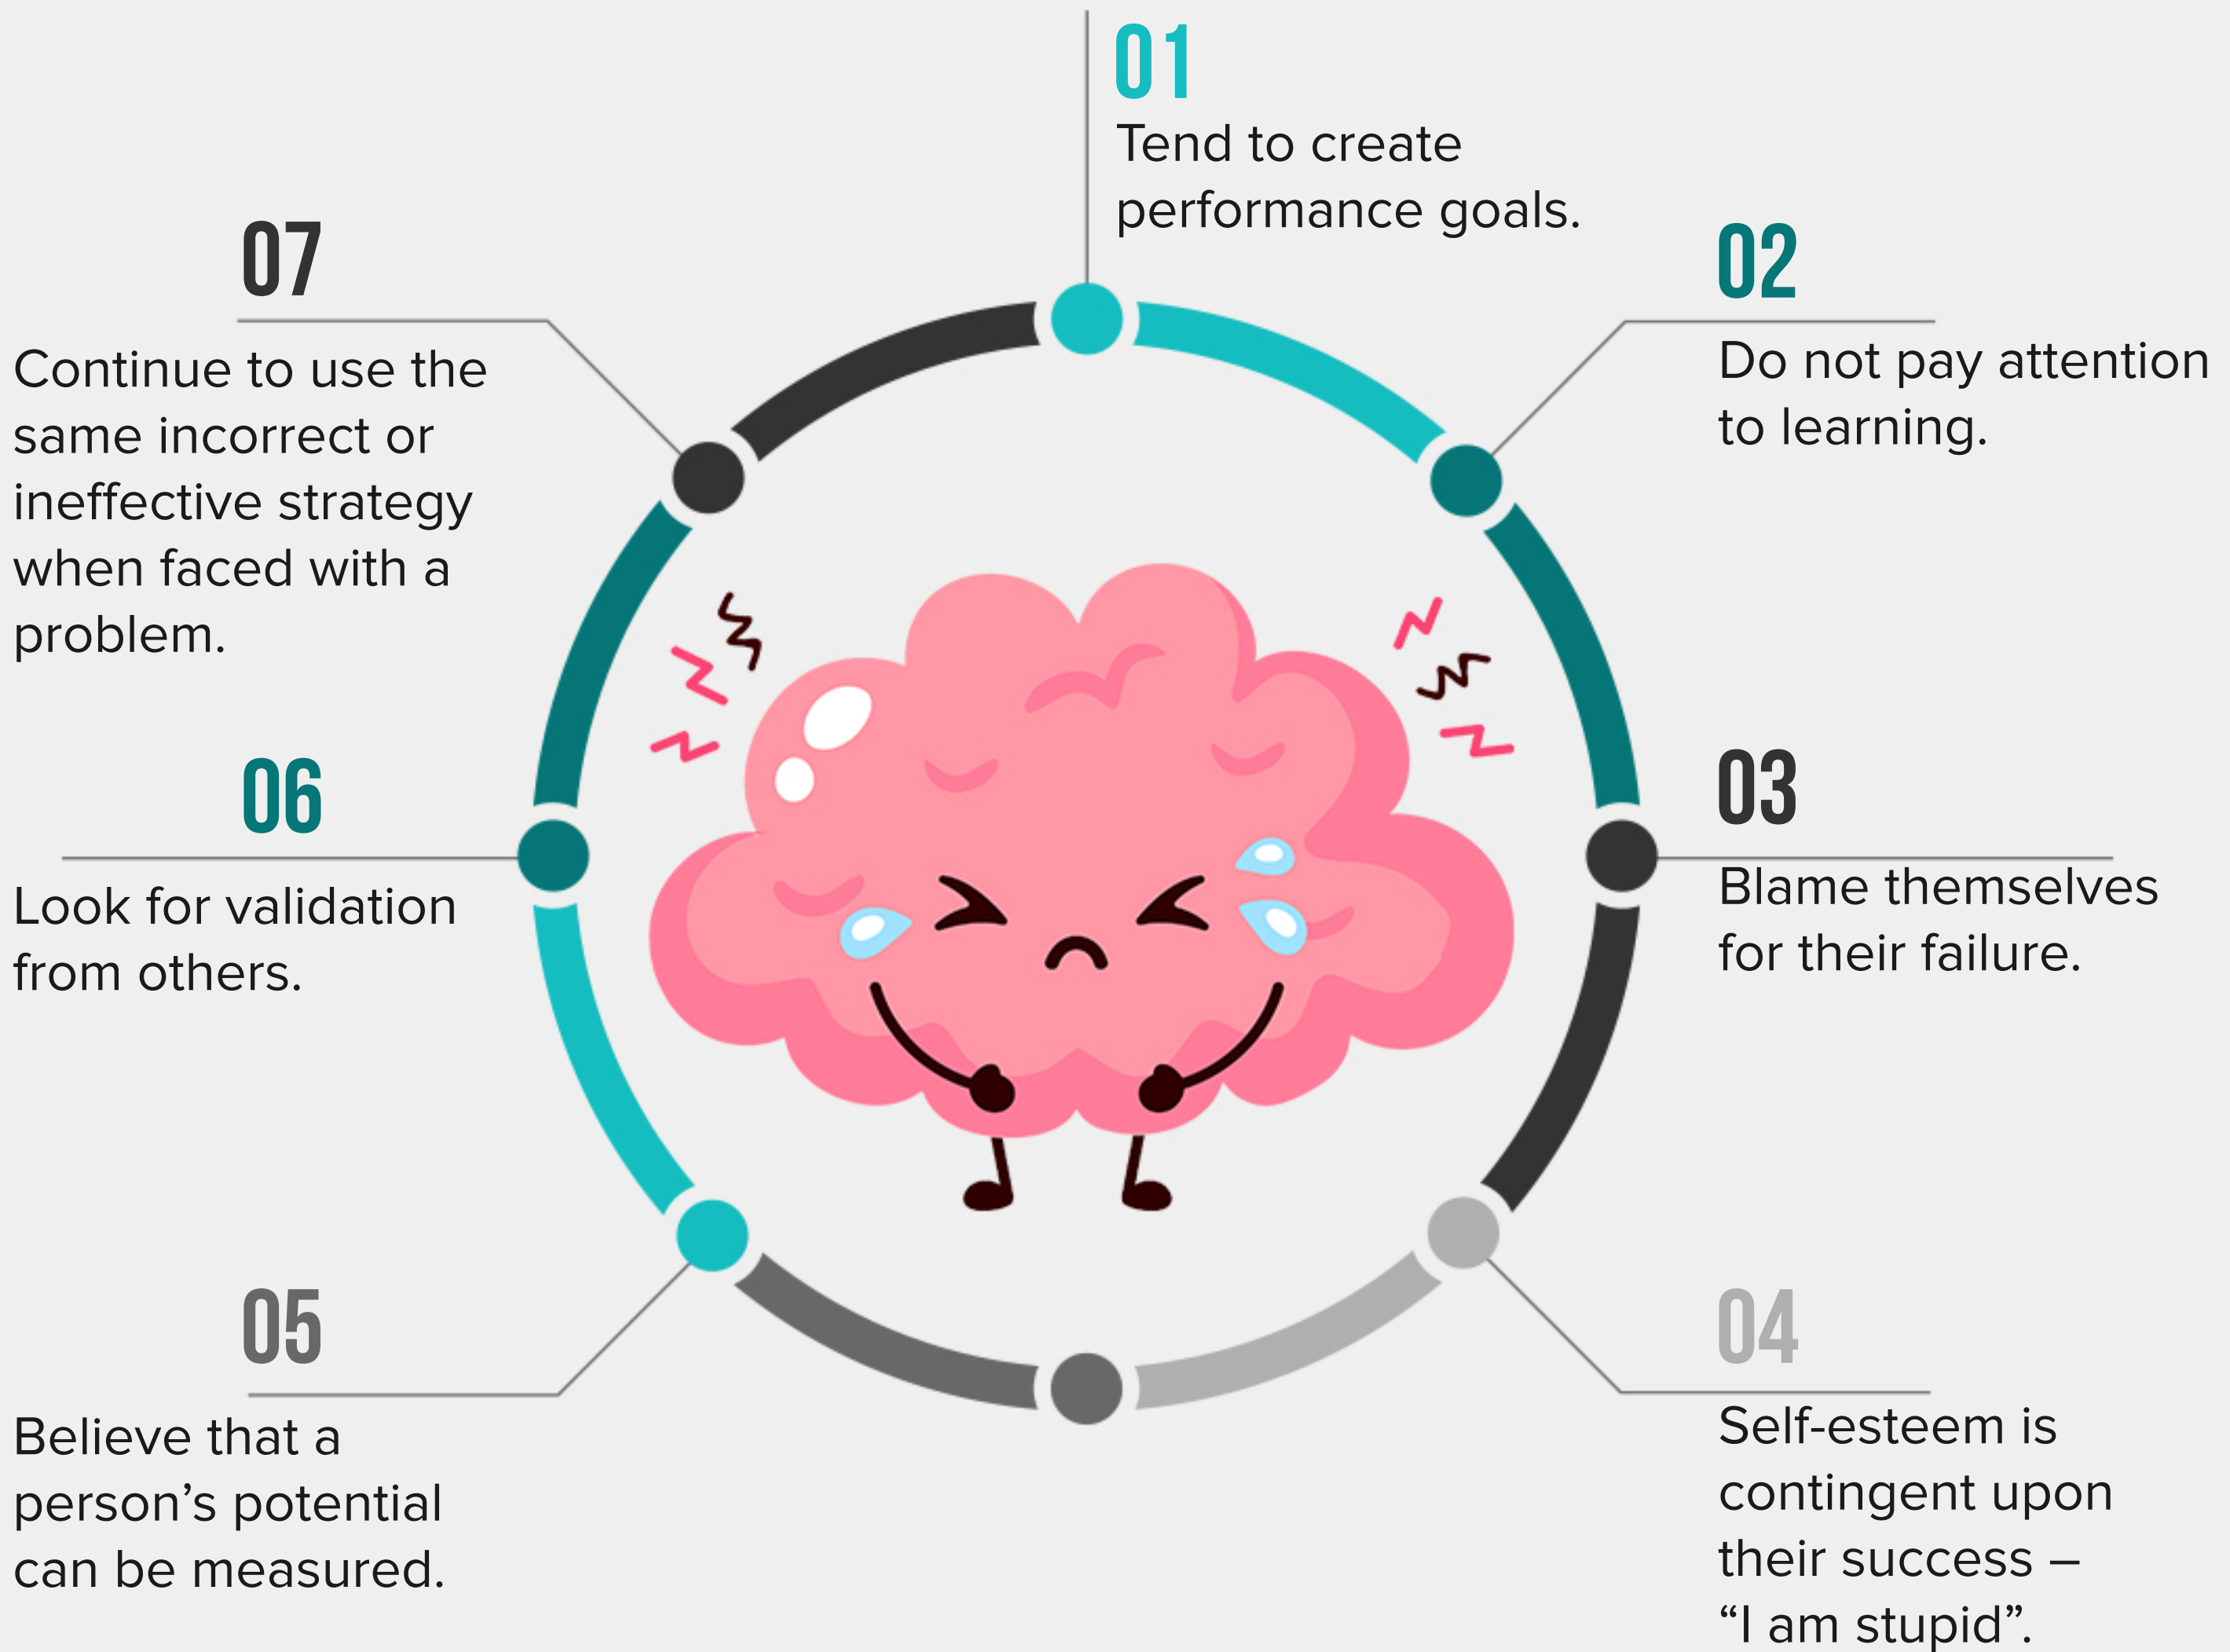 01
Tend to create
performance goals.
02
Do not pay attention
to learning.
03
Blame themselves
for their failure.
04
Self-esteem is
contingent upon
their success –
“I am stupid”.
05
Believe that a
person’s potential
can be measured.
06
Look for validation
from others.
07
Continue to use the
same incorrect or
ineffective strategy
when faced with a
problem.